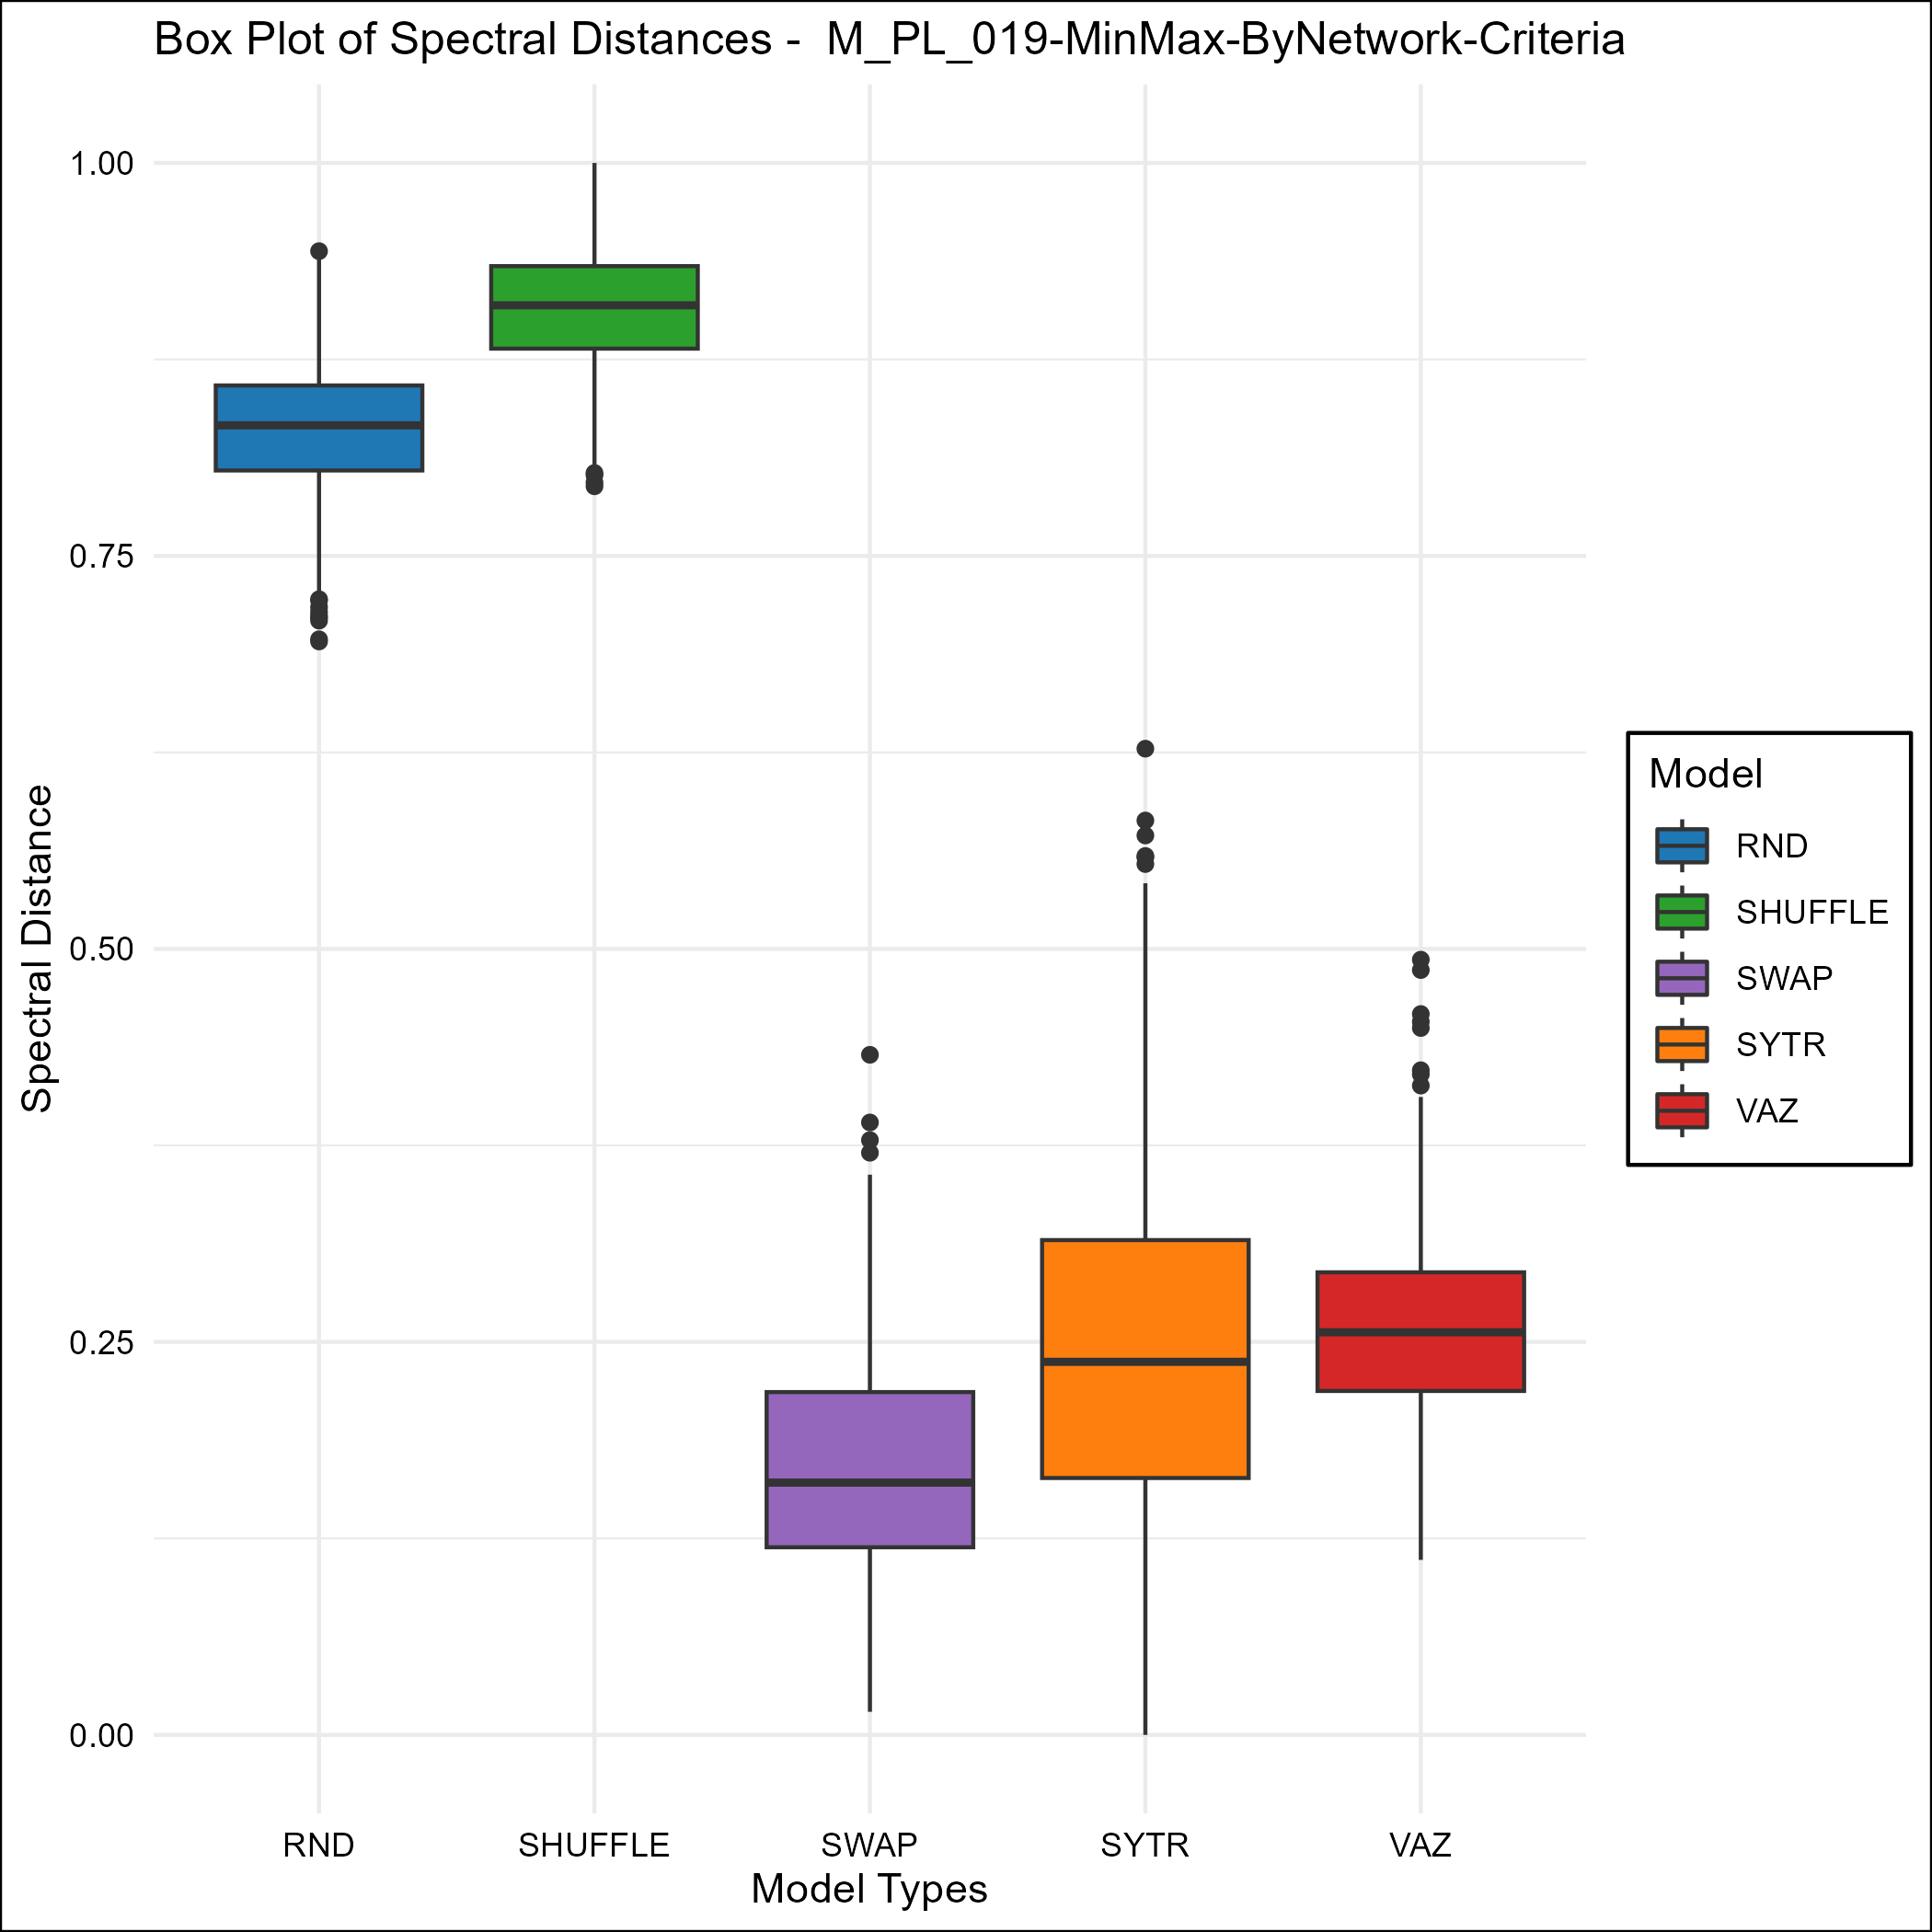 Box Plot of Spectral Distances -  M_PL_019-MinMax-ByNetwork-Criteria
Spectral Distance
1.00
0.75
0.50
0.25
0.00
RND
SHUFFLE
SWAP
SYTR
VAZ
Model Types
Model
RND
SHUFFLE
SWAP
SYTR
VAZ